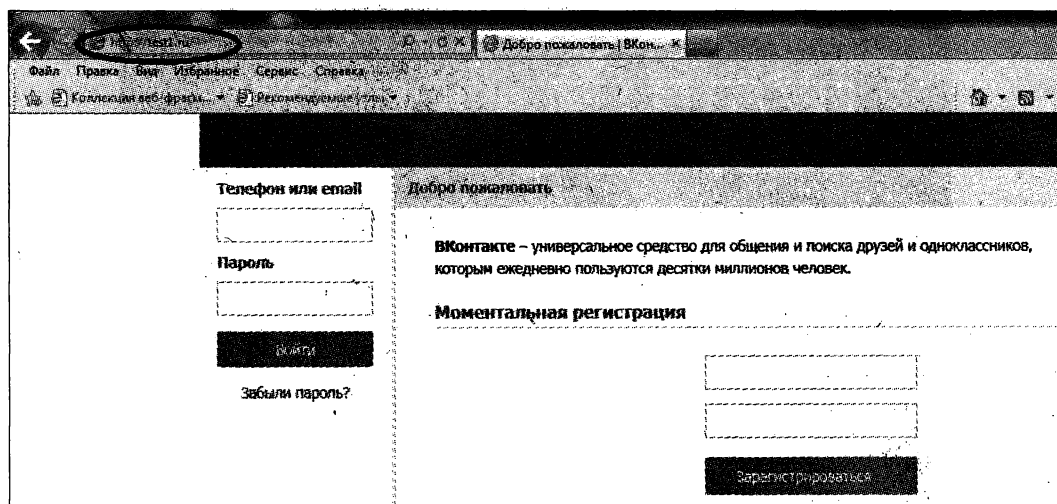 test1.ru
Добро пожаловать | ВКон...
Файл Правка Вид Избранное Сервис Справка
Коллекция веб-фрагм... Рекомендуемые узлы
Телефон или email
Добро пожаловать
ВКонтакте – универсальное средство для общения и поиска друзей и одноклассников,
которым ежедневно пользуются десятки миллионов человек.
Пароль
Моментальная регистрация
Войти
Забыли пароль?
Зарегистрироваться